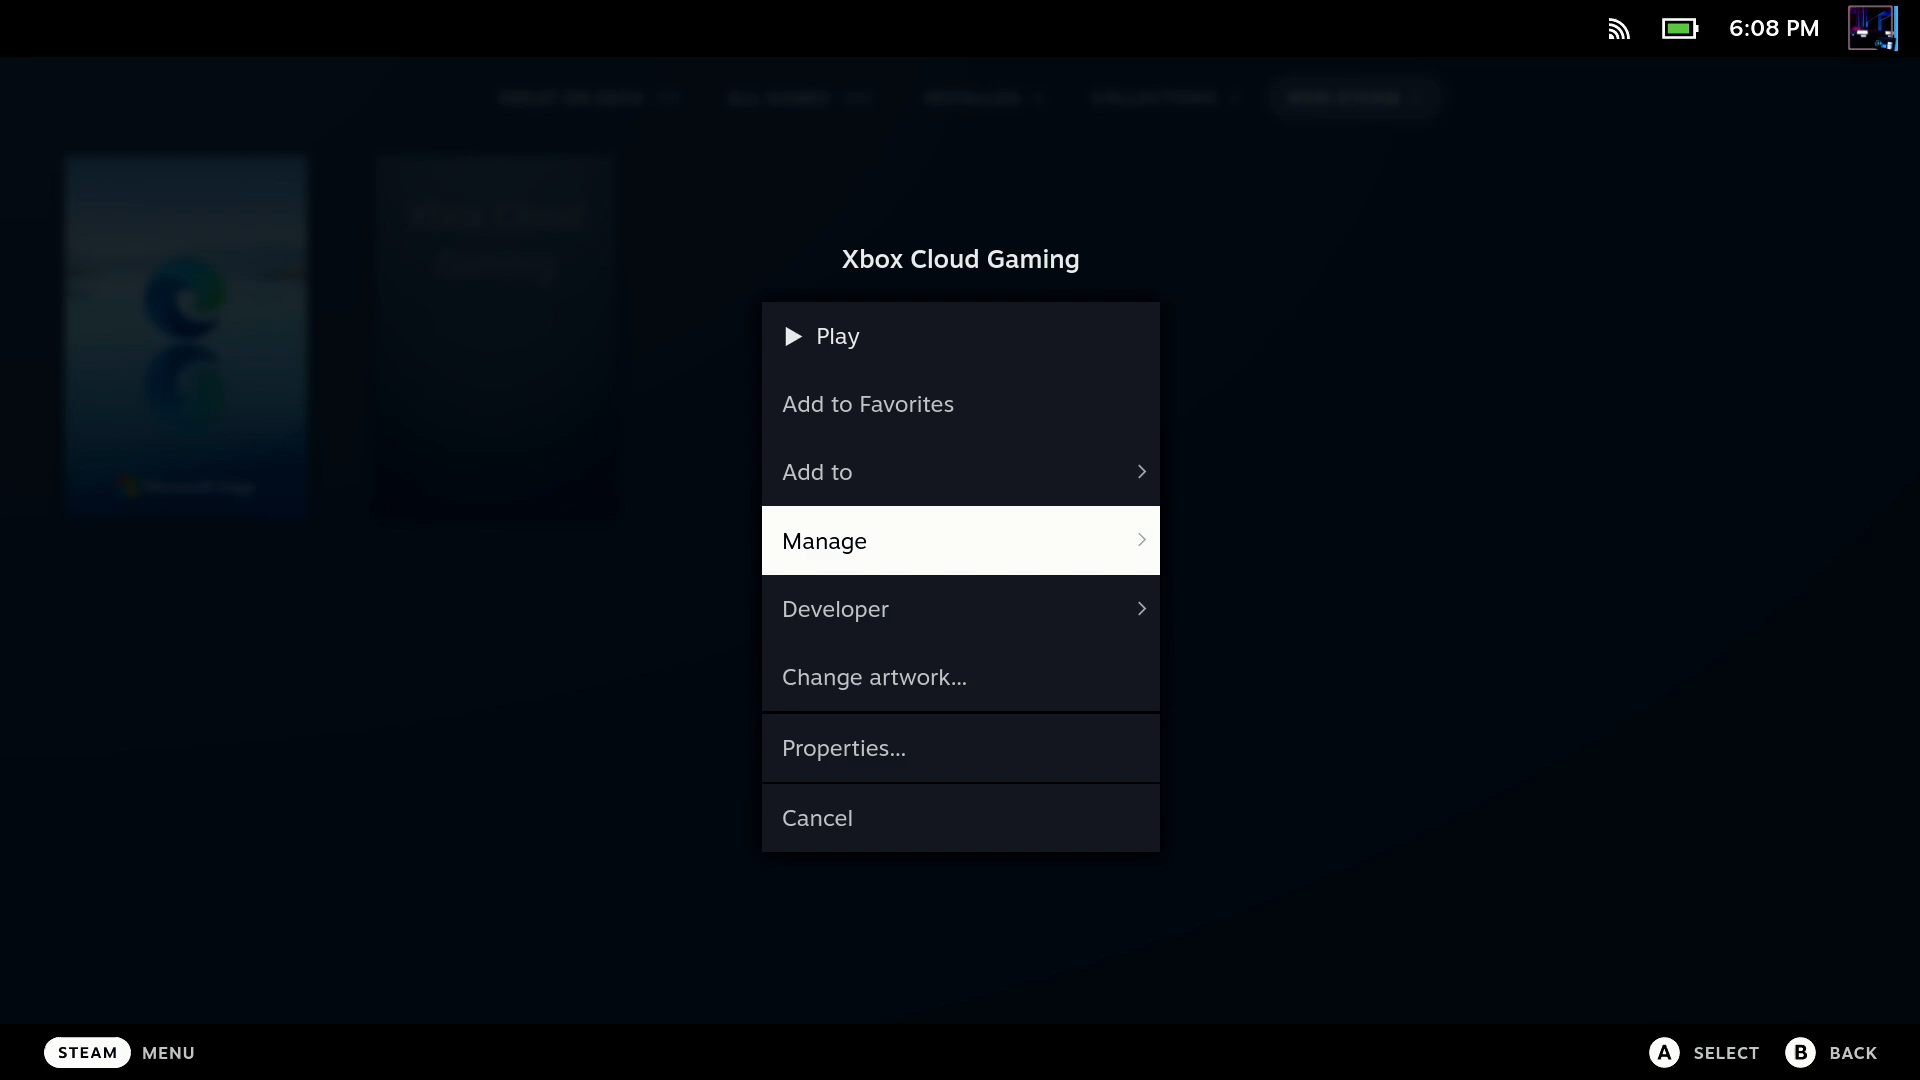 6:08 PM
Xbox Cloud Gaming
Play
Add to Favorites
Add to
Manage
Developer
Change artwork...
Properties...
Cancel
STEAM MENU
A SELECT B BACK